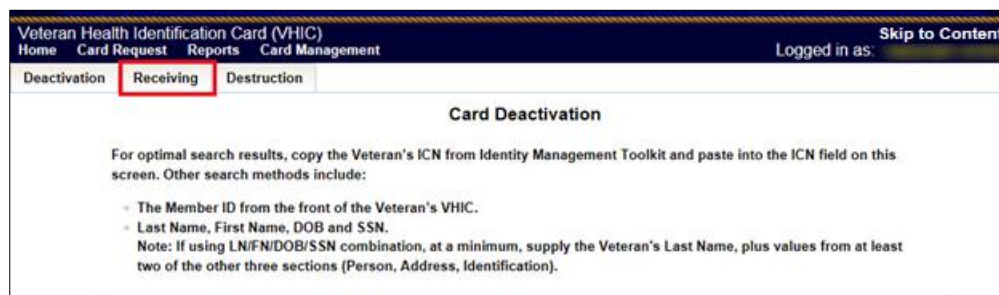 Veteran Health Identification Card (VHIC)
Skip to Content
Home Card Request Reports Card Management
Logged in as:
Deactivation Receiving Destruction
Card Deactivation
For optimal search results, copy the Veteran's ICN from Identity Management Toolkit and paste into the ICN field on this
screen. Other search methods include:
The Member ID from the front of the Veteran's VHIC.
Last Name, First Name, DOB and SSN.
Note: If using LN/FN/DOB/SSN combination, at a minimum, supply the Veteran's Last Name, plus values from at least
two of the other three sections (Person, Address, Identification).